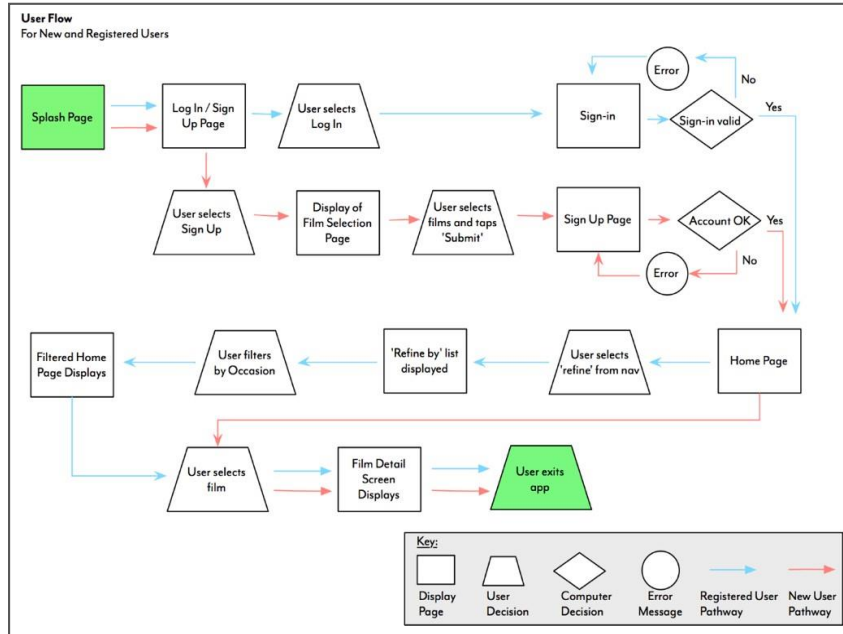 User Flow
For New and Registered Users
Splash Page
Log In / Sign
Up Page
User selects
Log In
Sign-in
Error
No
Sign-in valid
Yes
User selects
Sign Up
Display of
Film Selection
Page
User selects
films and taps
'Submit'
Sign Up Page
Account OK
Yes
No
Error
Filtered Home
Page Displays
User filters
by Occasion
'Refine by' list
displayed
User selects
'refine' from nav
Home Page
User selects
film
Film Detail
Screen
Displays
User exits
app
Key:
Display
Page
User
Decision
Computer
Decision
Error
Message
Registered User
Pathway
New User
Pathway